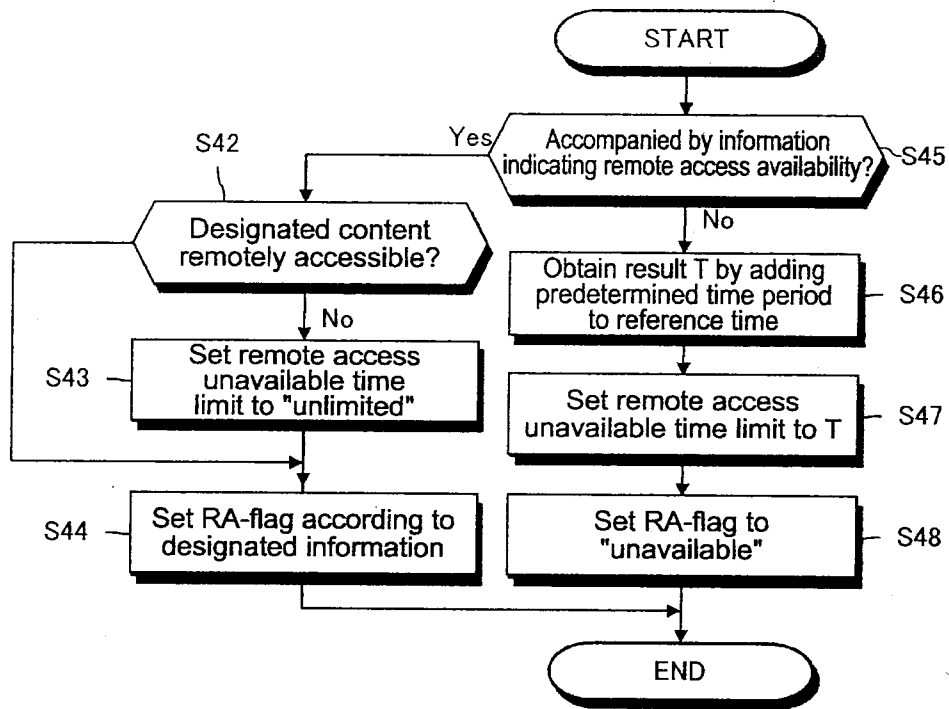 START
Yes
Accompanied by information
indicating remote access availability?
S45
S42
Designated content
remotely accessible?
No
No
Obtain result T by adding
predetermined time period
to reference time
S46
S43
Set remote access
unavailable time
limit to "unlimited"
Set remote access
unavailable time limit to T
S47
S44
Set RA-flag according to
designated information
Set RA-flag to
"unavailable"
S48
END